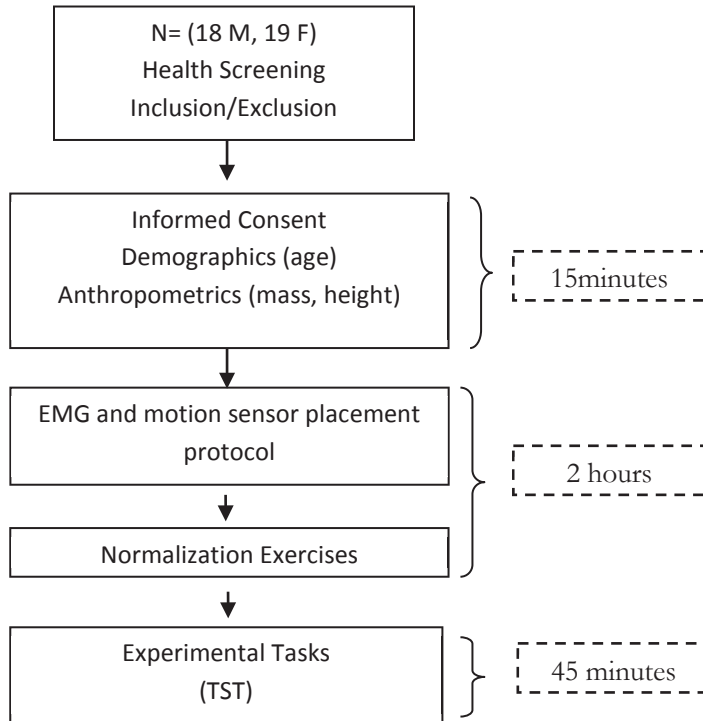 N= (18 M, 19 F)
Health Screening
Inclusion/Exclusion
Informed Consent
Demographics (age)
Anthropometrics (mass, height)
15minutes
EMG and motion sensor placement
protocol
2 hours
Normalization Exercises
Experimental Tasks
(TST)
45 minutes